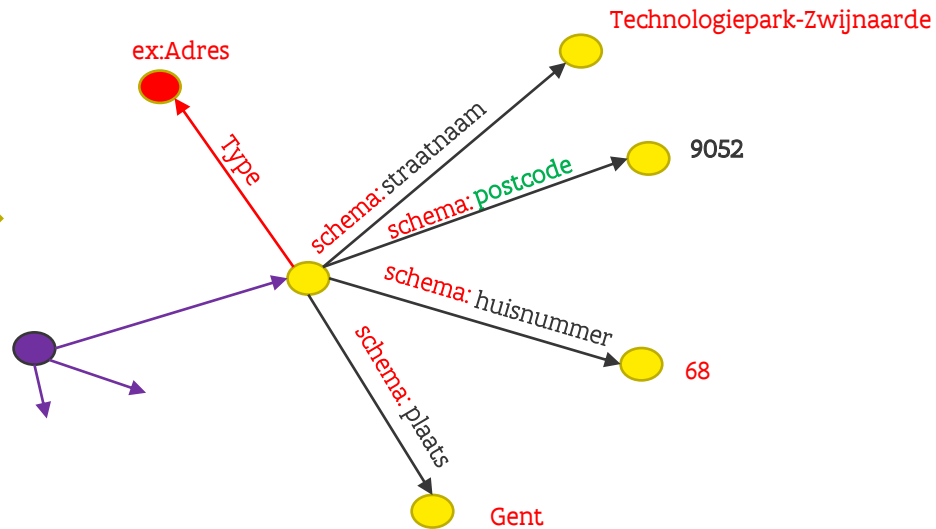 Technologiepark-Zwijnaarde
ex:Adres
Type
schema:straatnaam
schema:postcode
9052
schema:huisnummer
68
schema:plaats
Gent